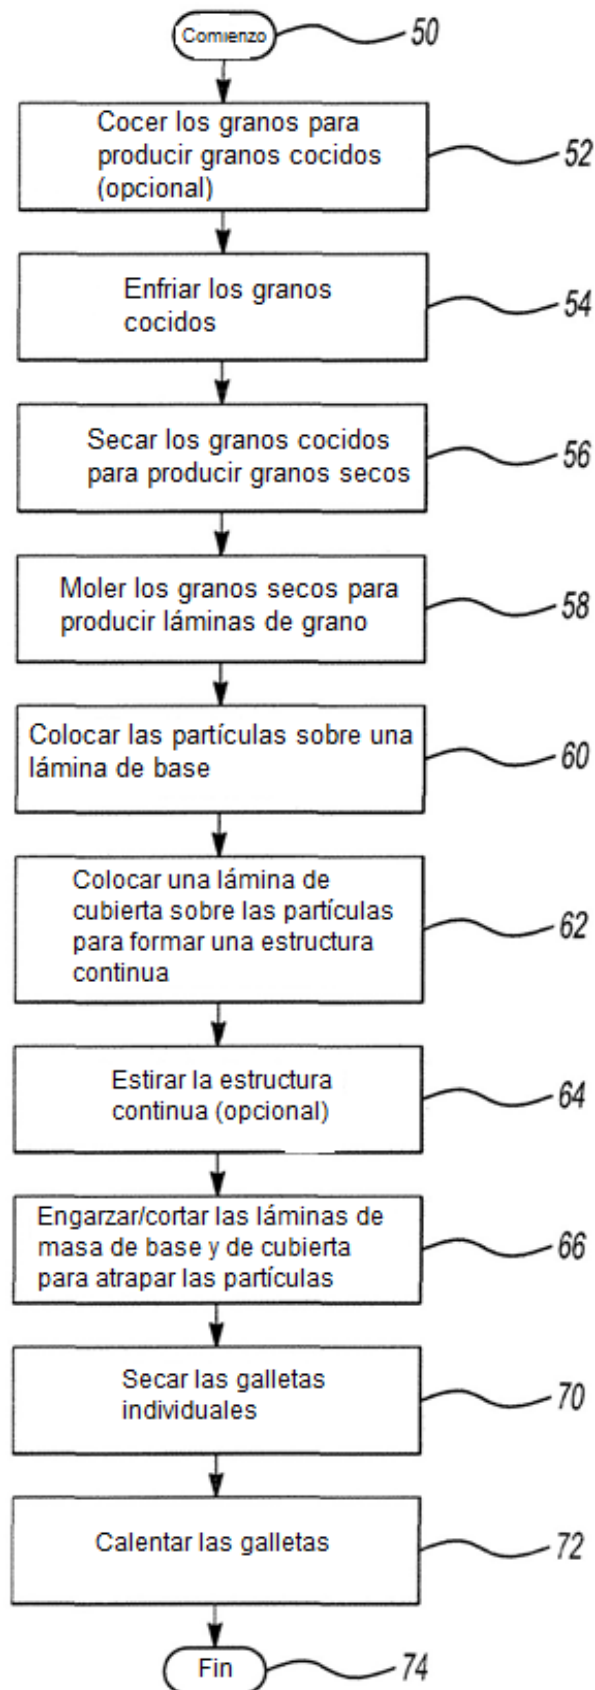 Comienzo
50
Cocer los granos para
producir granos cocidos
(opcional)
52
Enfriar los granos
cocidos
54
Secar los granos cocidos
para producir granos secos
56
Moler los granos secos para
producir láminas de grano
58
Colocar las partículas sobre una
lámina de base
60
Colocar una lámina de
cubierta sobre las partículas
para formar una estructura
continua
62
Estirar la estructura
continua (opcional)
64
Engarzar/cortar las láminas de
masa de base y de cubierta
para atrapar las partículas
66
Secar las galletas
individuales
70
Calentar las galletas
72
Fin
74